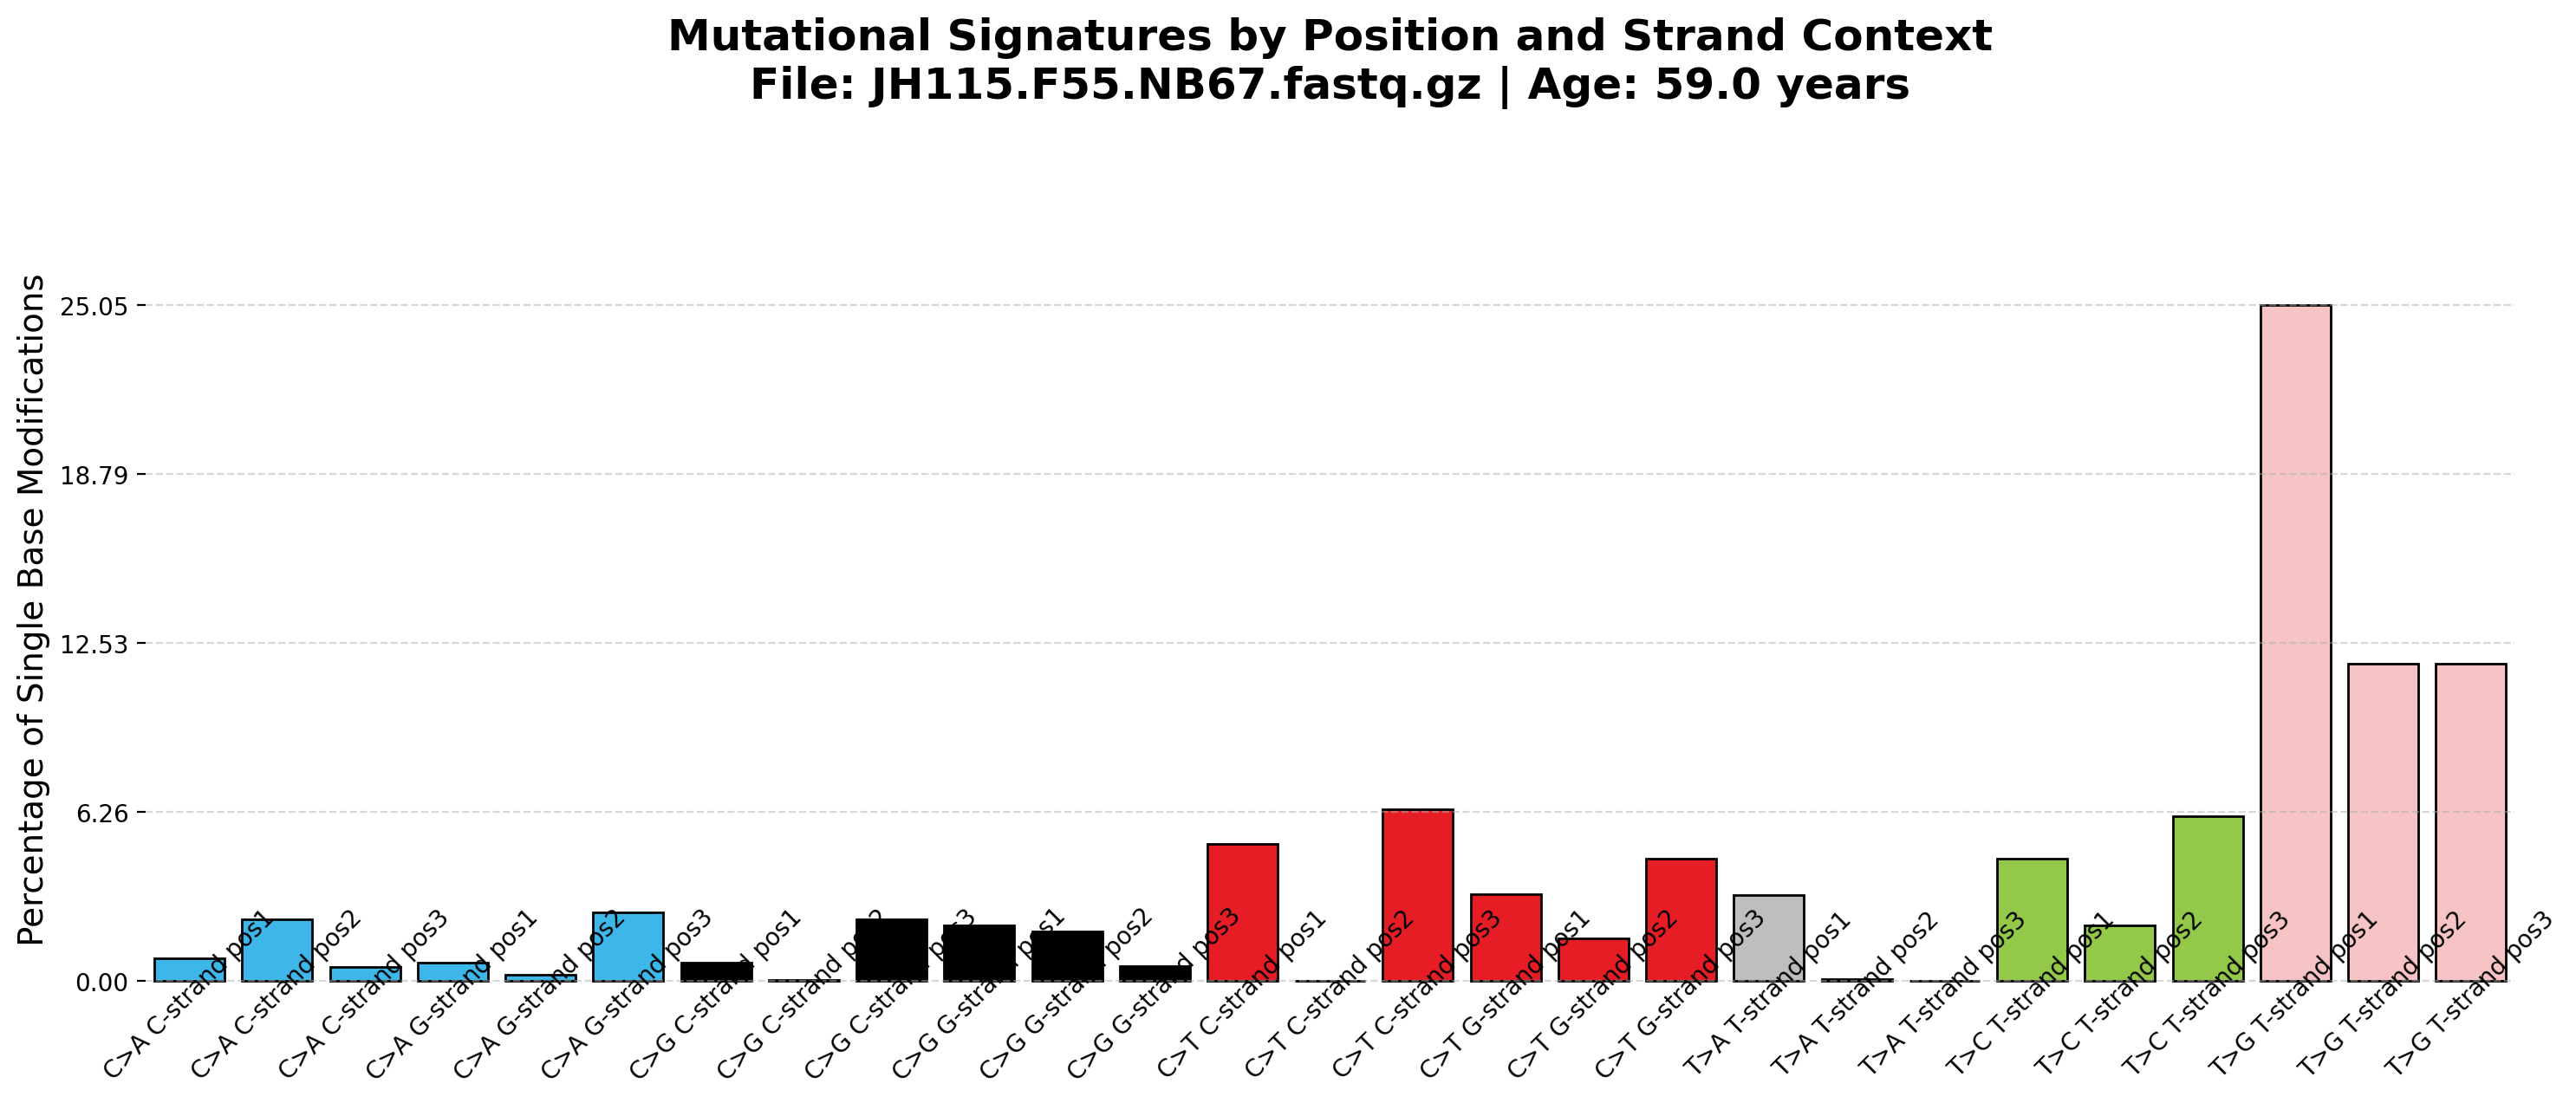 Mutational Signatures by Position and Strand Context
File: JH115.F55.NB67.fastq.gz | Age: 59.0 years
Percentage of Single Base Modifications
25.05
18.79
12.53
6.26
0.00
C>A C-strand pos1
C>A C-strand pos2
C>A C-strand pos3
C>A G-strand pos1
C>A G-strand pos2
C>A G-strand pos3
C>G C-strand pos1
C>G C-strand pos2
C>G C-strand pos3
C>G G-strand pos1
C>G G-strand pos2
C>G G-strand pos3
C>T C-strand pos1
C>T C-strand pos2
C>T C-strand pos3
C>T G-strand pos1
C>T G-strand pos2
C>T G-strand pos3
T>A T-strand pos1
T>A T-strand pos2
T>A T-strand pos3
T>C T-strand pos1
T>C T-strand pos2
T>C T-strand pos3
T>G T-strand pos1
T>G T-strand pos2
T>G T-strand pos3